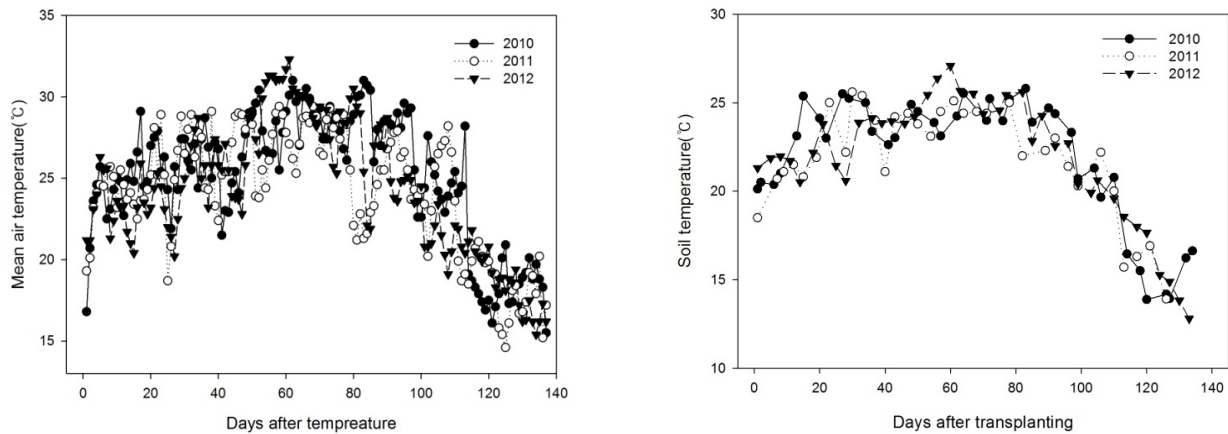 35
30
25
20
15
0 20 40 60 80 100 120 140
Mean air temperature(℃)
Days after tempreature
2010
2011
2012
30
25
20
15
10
0 20 40 60 80 100 120 140
Soil temperature(℃)
Days after transplanting
2010
2011
2012